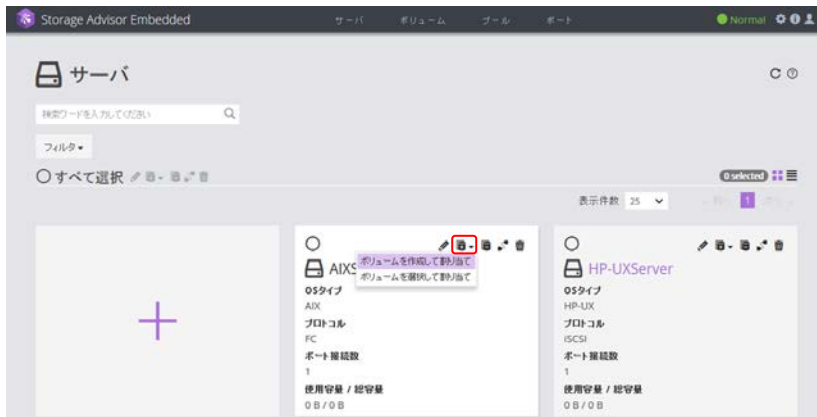 Storage Advisor Embedded
サーバ ボリューム プール ポート
Normal
サーバ
検索ワードを入力してください
フィルタ
すべて選択
0 selected
表示件数 25
1
ボリュームを作成して割り当て
AIXS
ボリュームを選択して割り当て
OSタイプ
AIX
プロトコル
FC
ポート接続数
1
使用容量 / 総容量
0 B / 0 B
HP-UXServer
OSタイプ
HP-UX
プロトコル
iSCSI
ポート接続数
1
使用容量 / 総容量
0 B / 0 B